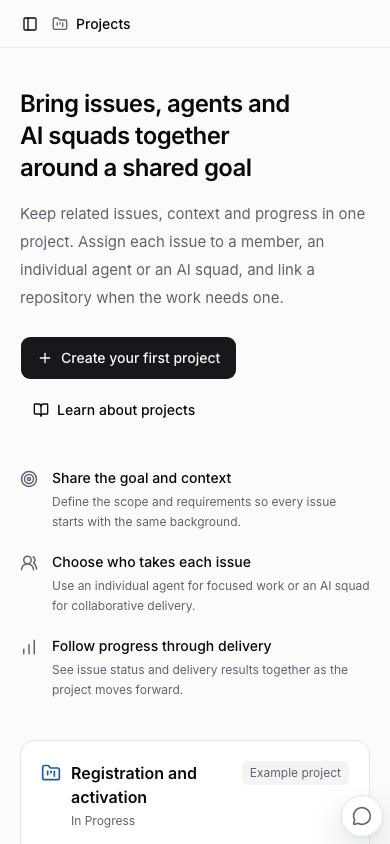 Projects
Bring issues, agents and
AI squads together
around a shared goal
Keep related issues, context and progress in one
project. Assign each issue to a member, an
individual agent or an AI squad, and link a
repository when the work needs one.
Create your first project
Learn about projects
Share the goal and context
Define the scope and requirements so every issue
starts with the same background.
Choose who takes each issue
Use an individual agent for focused work or an AI squad
for collaborative delivery.
Follow progress through delivery
See issue status and delivery results together as the
project moves forward.
Registration and
activation
Example project
In Progress